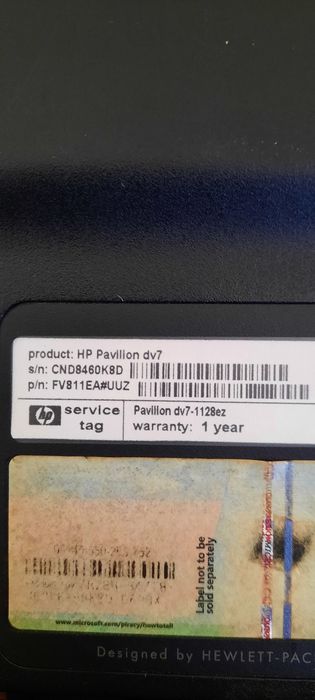 product: HP Pavilion dv7
s/n: CND8460K8D
p/n: FV811EA#UUZ
hp service tag
Pavilion dv7-1128ez
warranty: 1 year
Label not to be sold separately
www.microsoft.com/piracy/howtotell
Designed by HEWLETT-PAC